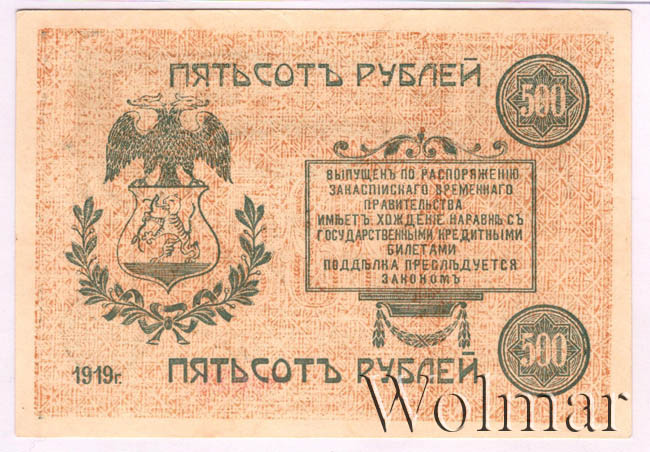 ПЯТЬСОТЪ РУБЛЕЙ
500
ВЫПУЩЕНЪ ПО РАСПОРЯЖЕНІЮ
ЗАКАСПІЙСКАГО ВРЕМЕННАГО
ПРАВИТЕЛЬСТВА
ИМѢЕТЪ ХОЖДЕНІЕ НАРАВНѢ СЪ
ГОСУДАРСТВЕННЫМИ КРЕДИТНЫМИ
БИЛЕТАМИ
ПОДДѢЛКА ПРЕСЛѢДУЕТСЯ
ЗАКОНОМЪ
500
1919г.
ПЯТЬСОТЪ РУБЛЕЙ
Wolmar